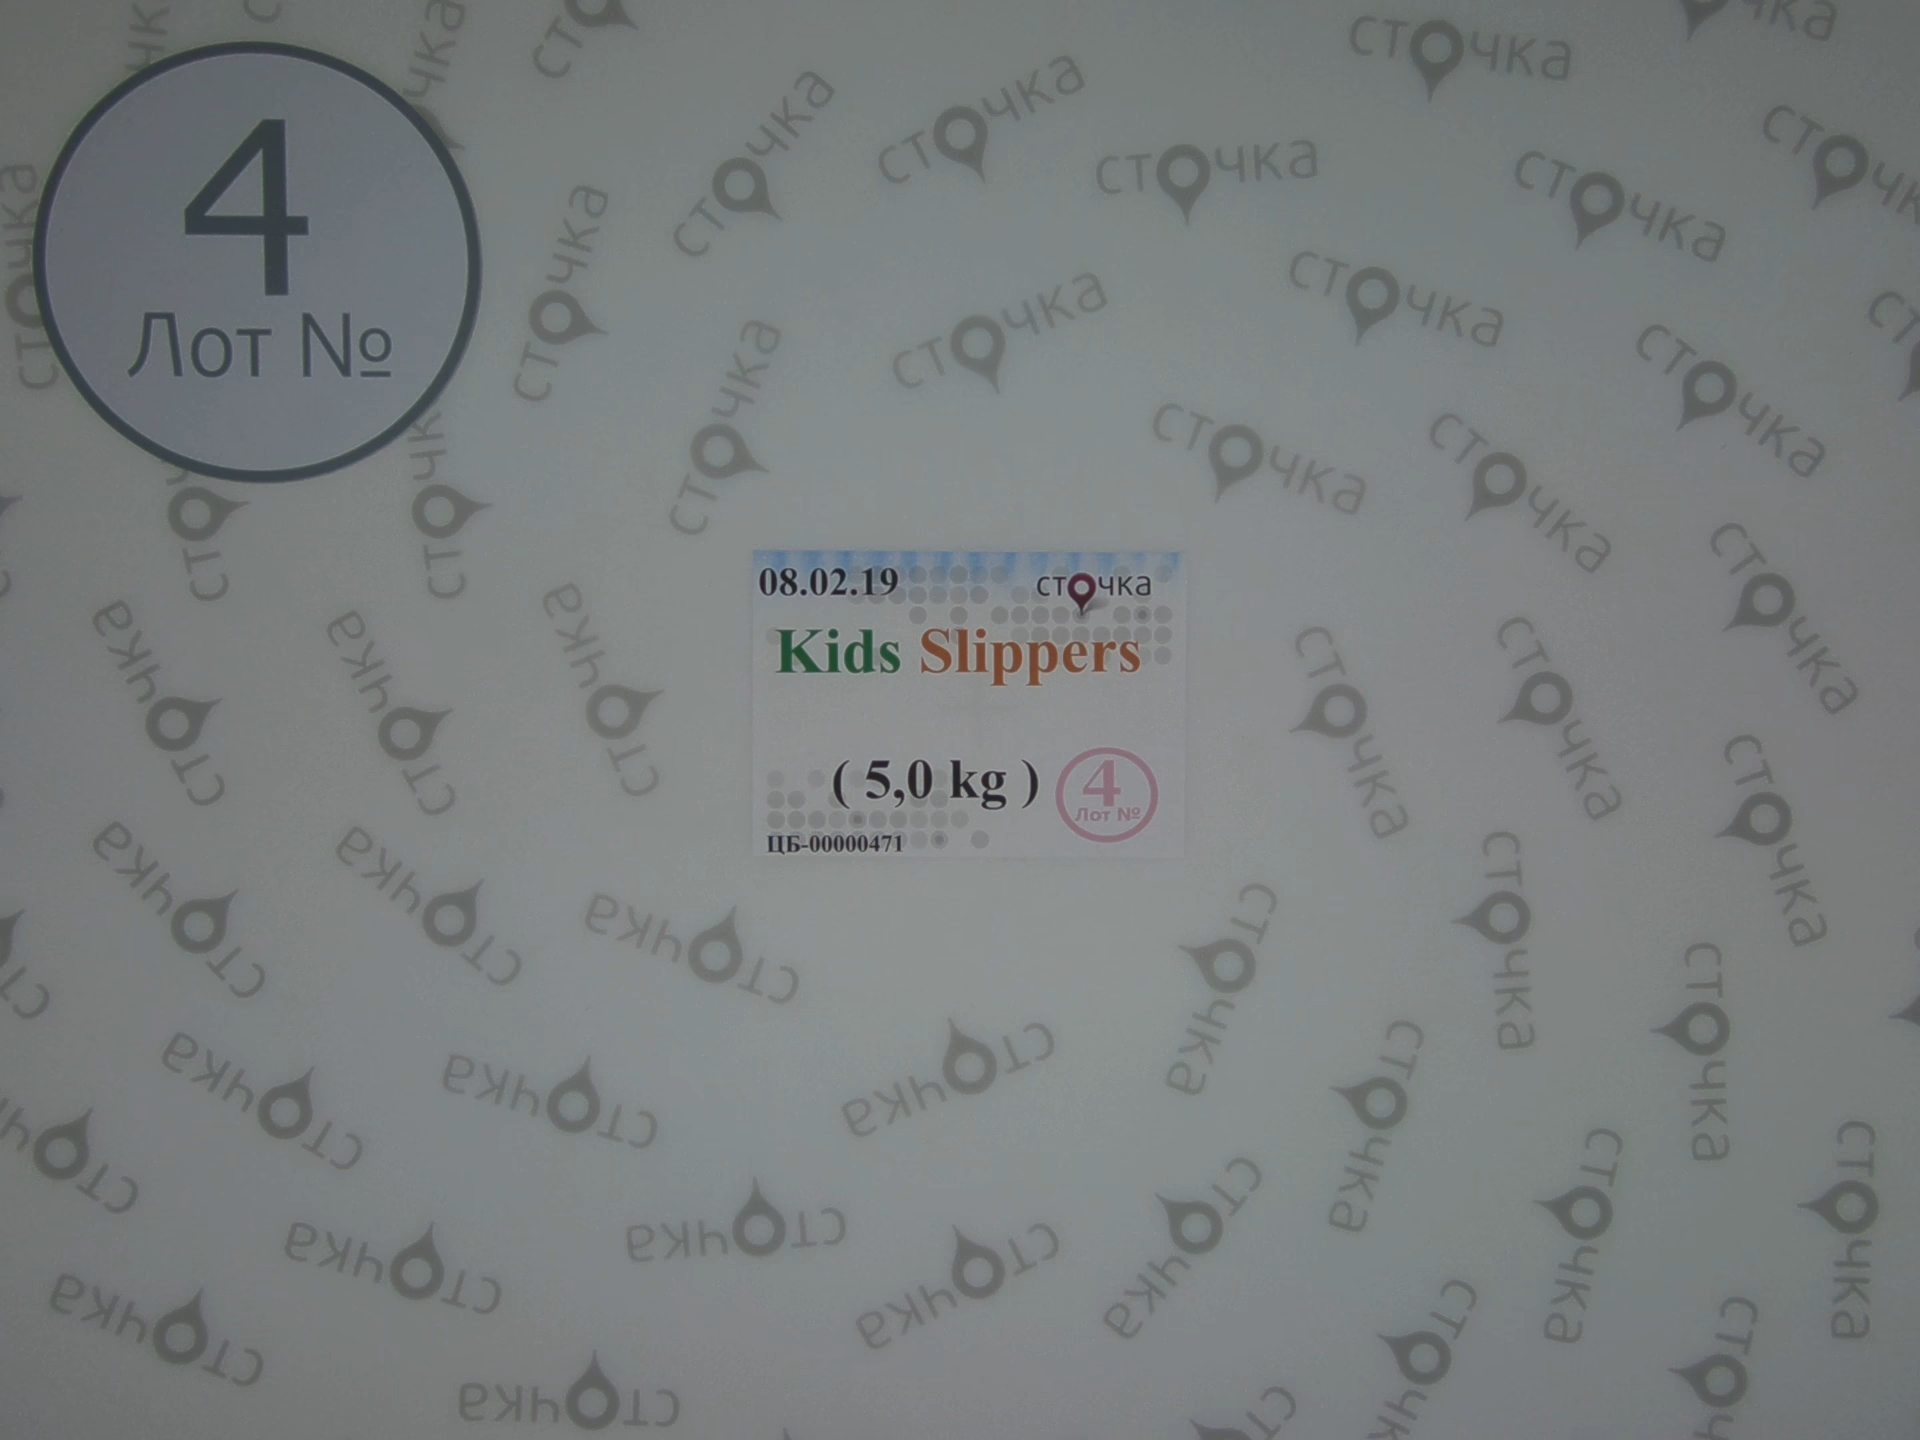 4
Лот №
08.02.19
сточка
Kids Slippers
( 5,0 kg )
4
Лот №
ЦБ-00000471